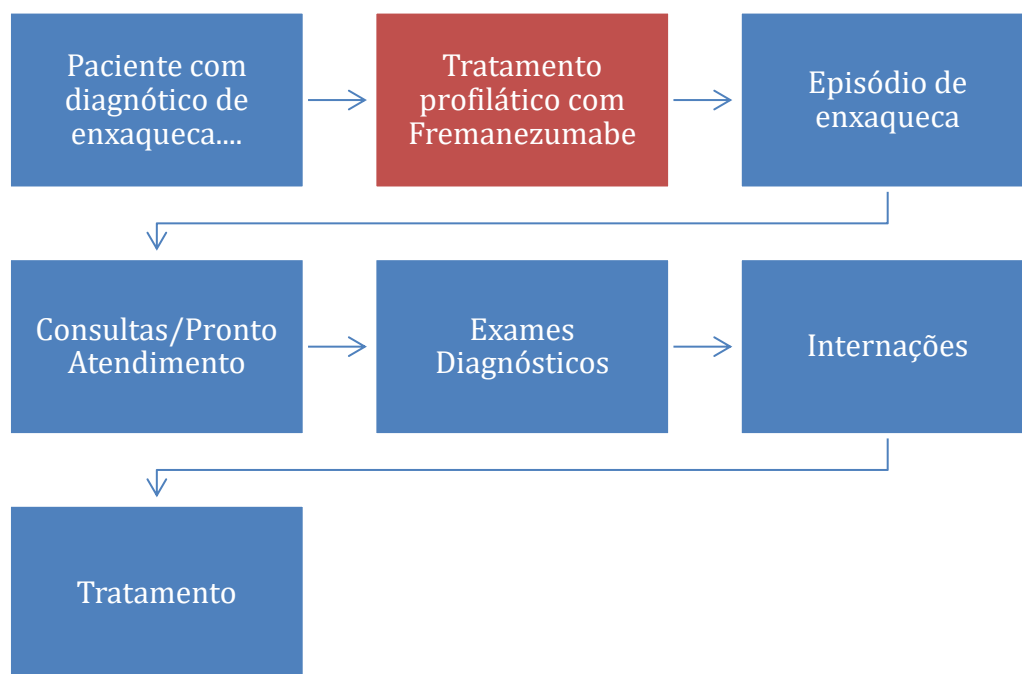 Paciente com
diagnótico de
enxaqueca....
Tratamento
profilático com
Fremanezumabe
Episódio de
enxaqueca
Consultas/Pronto
Atendimento
Exames
Diagnósticos
Internações
Tratamento